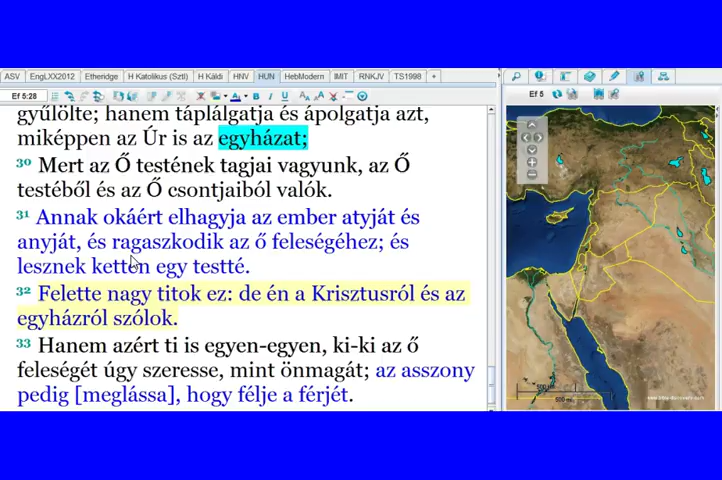 ASV EngLXX2012 Etheridge H Katolikus (SztI) H Káldi HNV HUN HebModern IMIT RNKJV TS1998 +
Ef 5:28
Ef 5
gyűlölte; hanem táplálgatja és ápolgatja azt,
miképpen az Úr is az egyházat;
30 Mert az Ő testének tagjai vagyunk, az Ő
testéből és az Ő csontjaiból valók.
31 Annak okáért elhagyja az ember atyját és
anyját, és ragaszkodik az ő feleségéhez; és
lesznek ketten egy testté.
32 Felette nagy titok ez: de én a Krisztusról és az
egyházról szólok.
33 Hanem azért ti is egyen-egyen, ki-ki az ő
feleségét úgy szeresse, mint önmagát; az asszony
pedig [meglássa], hogy félje a férjét.